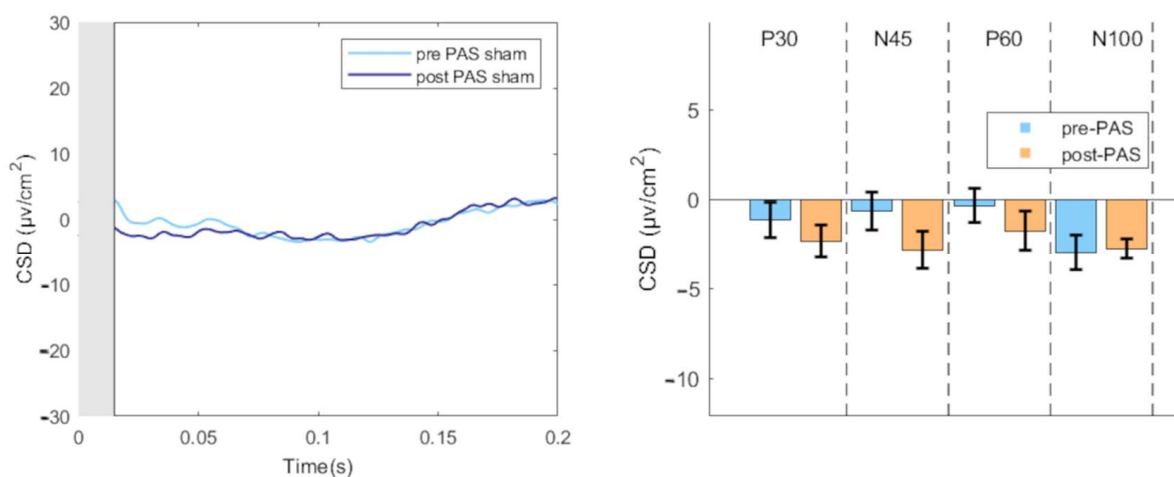 30
20
10
0
-10
-20
-30
CSD (μv/cm²)
pre PAS sham
post PAS sham
0
0.05
0.1
0.15
0.2
Time(s)
P30
N45
P60
N100
5
0
-5
-10
CSD (μv/cm²)
pre-PAS
post-PAS